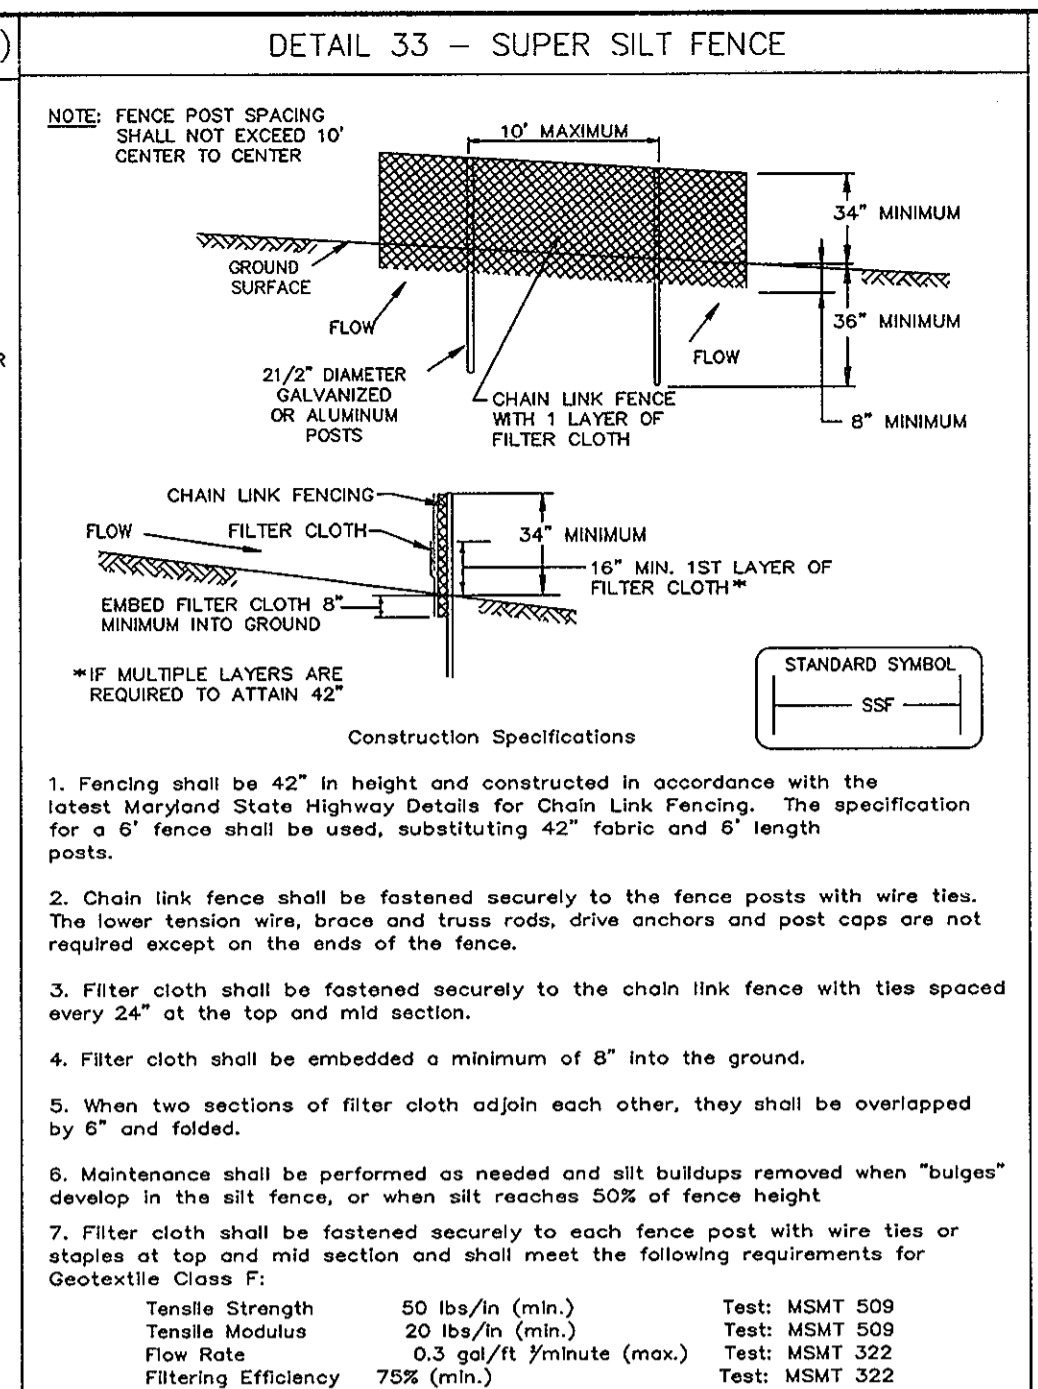 )
DETAIL 33 – SUPER SILT FENCE
NOTE: FENCE POST SPACING
SHALL NOT EXCEED 10'
CENTER TO CENTER
10' MAXIMUM
34" MINIMUM
GROUND
SURFACE
FLOW
36" MINIMUM
FLOW
R
21/2" DIAMETER
GALVANIZED
OR ALUMINUM
POSTS
CHAIN LINK FENCE
WITH 1 LAYER OF
FILTER CLOTH
8" MINIMUM
CHAIN LINK FENCING
FLOW
FILTER CLOTH
34" MINIMUM
16" MIN. 1ST LAYER OF
FILTER CLOTH*
EMBED FILTER CLOTH 8"
MINIMUM INTO GROUND
*IF MULTIPLE LAYERS ARE
REQUIRED TO ATTAIN 42"
STANDARD SYMBOL
SSF
Construction Specifications
1. Fencing shall be 42" in height and constructed in accordance with the
latest Maryland State Highway Details for Chain Link Fencing. The specification
for a 6' fence shall be used, substituting 42" fabric and 6' length
posts.
2. Chain link fence shall be fastened securely to the fence posts with wire ties.
The lower tension wire, brace and truss rods, drive anchors and post caps are not
required except on the ends of the fence.
3. Filter cloth shall be fastened securely to the chain link fence with ties spaced
every 24" at the top and mid section.
4. Filter cloth shall be embedded a minimum of 8" into the ground.
5. When two sections of filter cloth adjoin each other, they shall be overlapped
by 6" and folded.
6. Maintenance shall be performed as needed and silt buildups removed when "bulges"
develop in the silt fence, or when silt reaches 50% of fence height
7. Filter cloth shall be fastened securely to each fence post with wire ties or
staples at top and mid section and shall meet the following requirements for
Geotextile Class F:
Tensile Strength 50 lbs/in (min.) Test: MSMT 509
Tensile Modulus 20 lbs/in (min.) Test: MSMT 509
Flow Rate 0.3 gal/ft /minute (max.) Test: MSMT 322
Filtering Efficiency 75% (min.) Test: MSMT 322